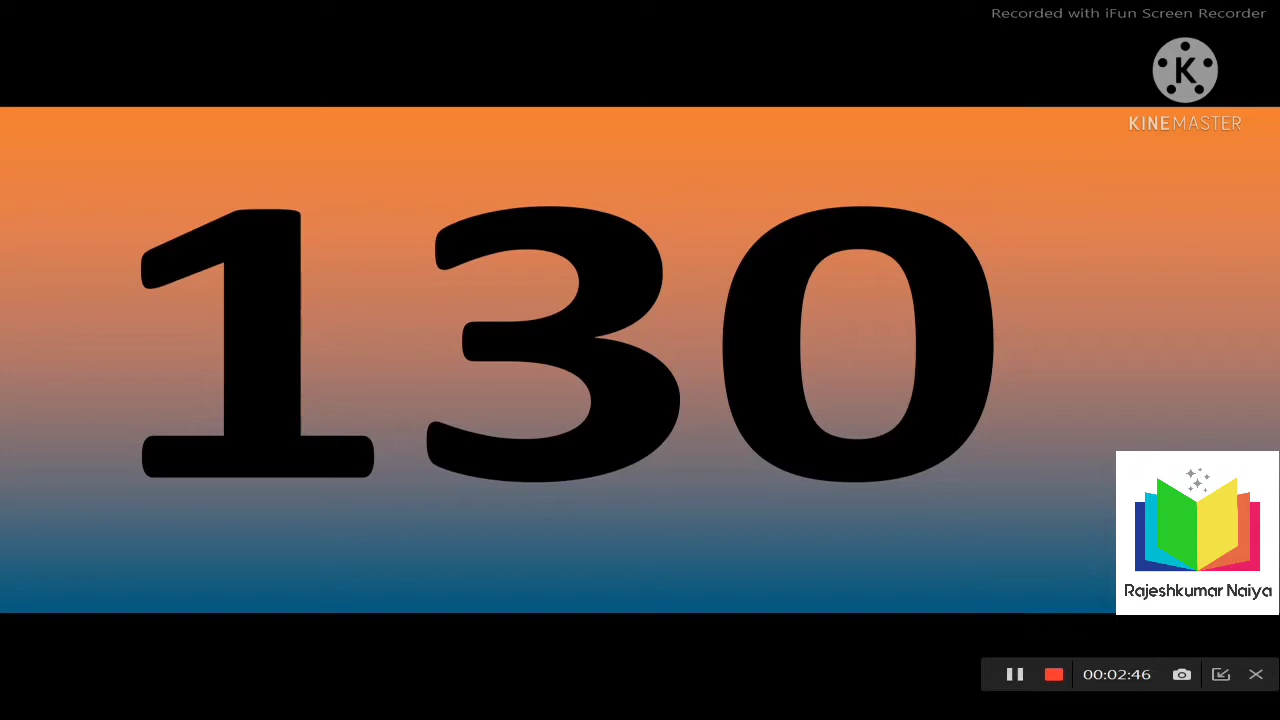 Recorded with iFun Screen Recorder
K
KINEMASTER
130
Rajeshkumar Naiya
00:02:46